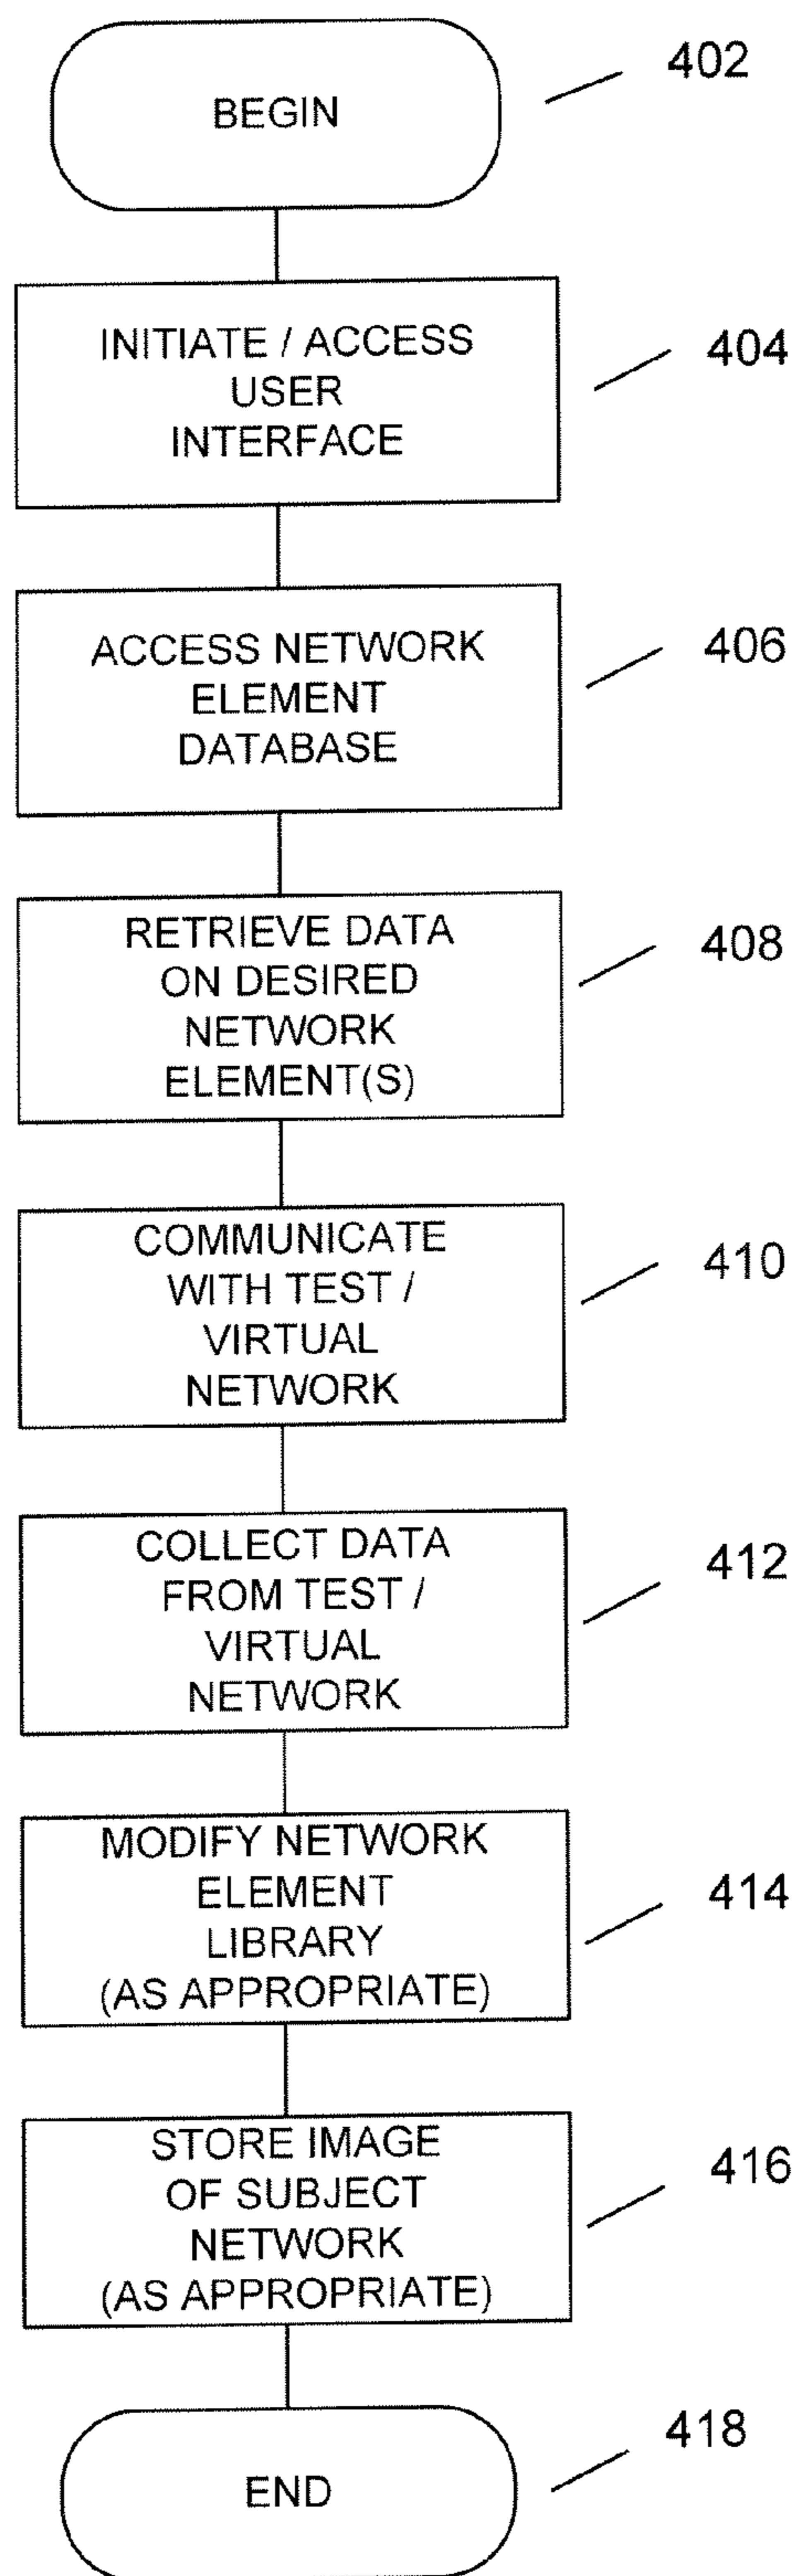 BEGIN
402
INITIATE / ACCESS
USER
INTERFACE
404
ACCESS NETWORK
ELEMENT
DATABASE
406
RETRIEVE DATA
ON DESIRED
NETWORK
ELEMENT(S)
408
COMMUNICATE
WITH TEST /
VIRTUAL
NETWORK
410
COLLECT DATA
FROM TEST /
VIRTUAL
NETWORK
412
MODIFY NETWORK
ELEMENT
LIBRARY
(AS APPROPRIATE)
414
STORE IMAGE
OF SUBJECT
NETWORK
(AS APPROPRIATE)
416
END
418